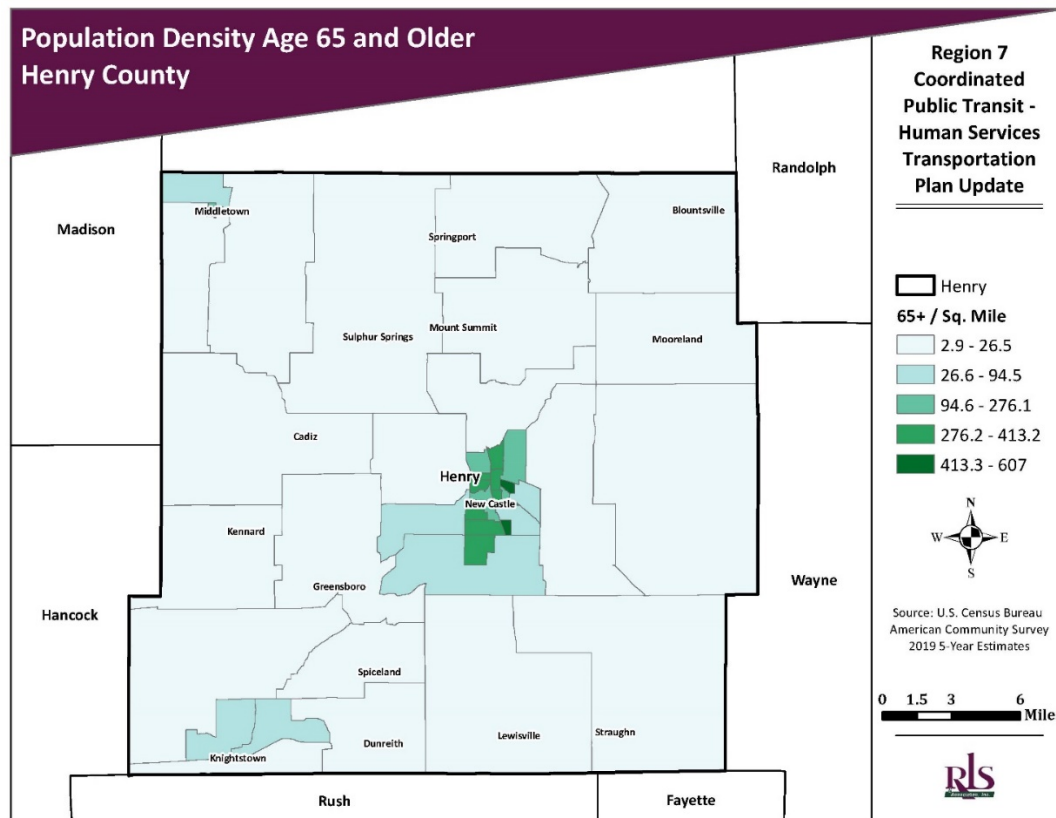 Population Density Age 65 and Older
Henry County
Region 7
Coordinated
Public Transit -
Human Services
Transportation
Plan Update
Randolph
Madison
Middletown
Blountsville
Springport
Mount Summit
Sulphur Springs
Mooreland
Cadiz
Henry
New Castle
Kennard
Greensboro
Hancock
Wayne
Spiceland
Knightstown
Dunreith
Lewisville
Straughn
Rush
Fayette
Henry
65+ / Sq. Mile
2.9 - 26.5
26.6 - 94.5
94.6 - 276.1
276.2 - 413.2
413.3 - 607
N
W E
S
Source: U.S. Census Bureau
American Community Survey
2019 5-Year Estimates
0 1.5 3 6
Mile
RLS
& Associates, Inc.